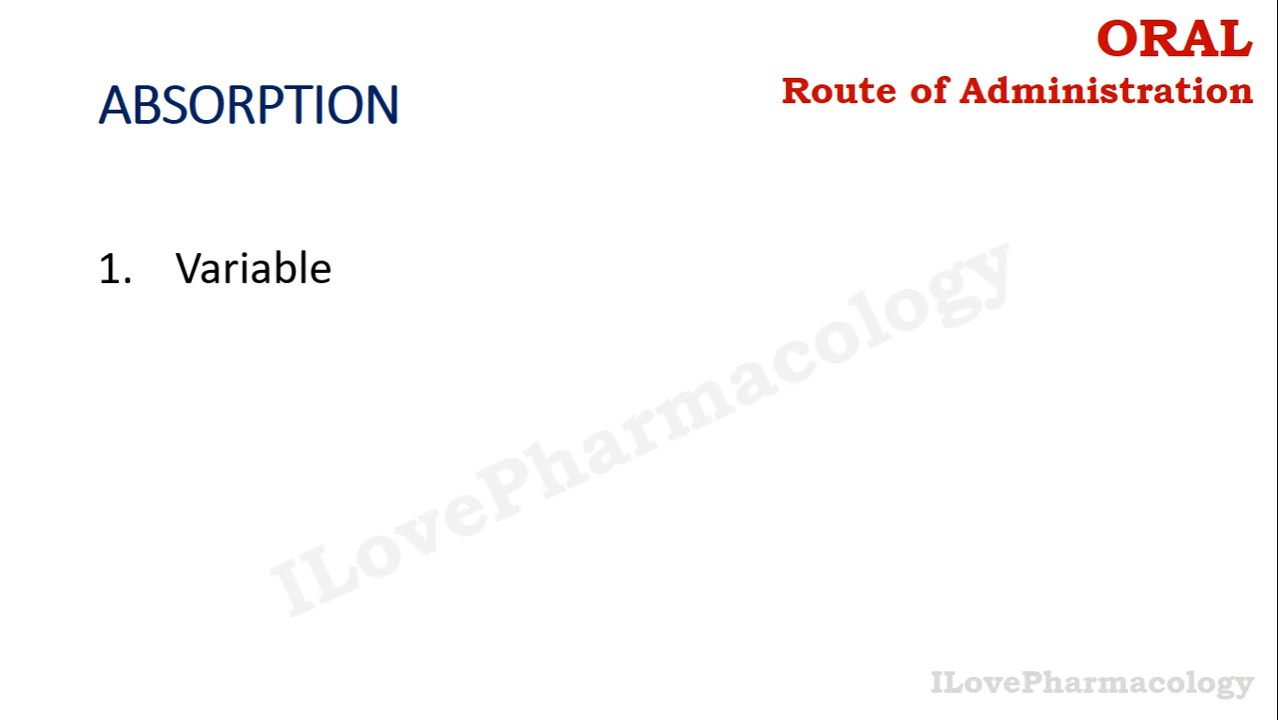 ORAL
Route of Administration
ABSORPTION
1. Variable
ILovePharmacology
ILovePharmacology